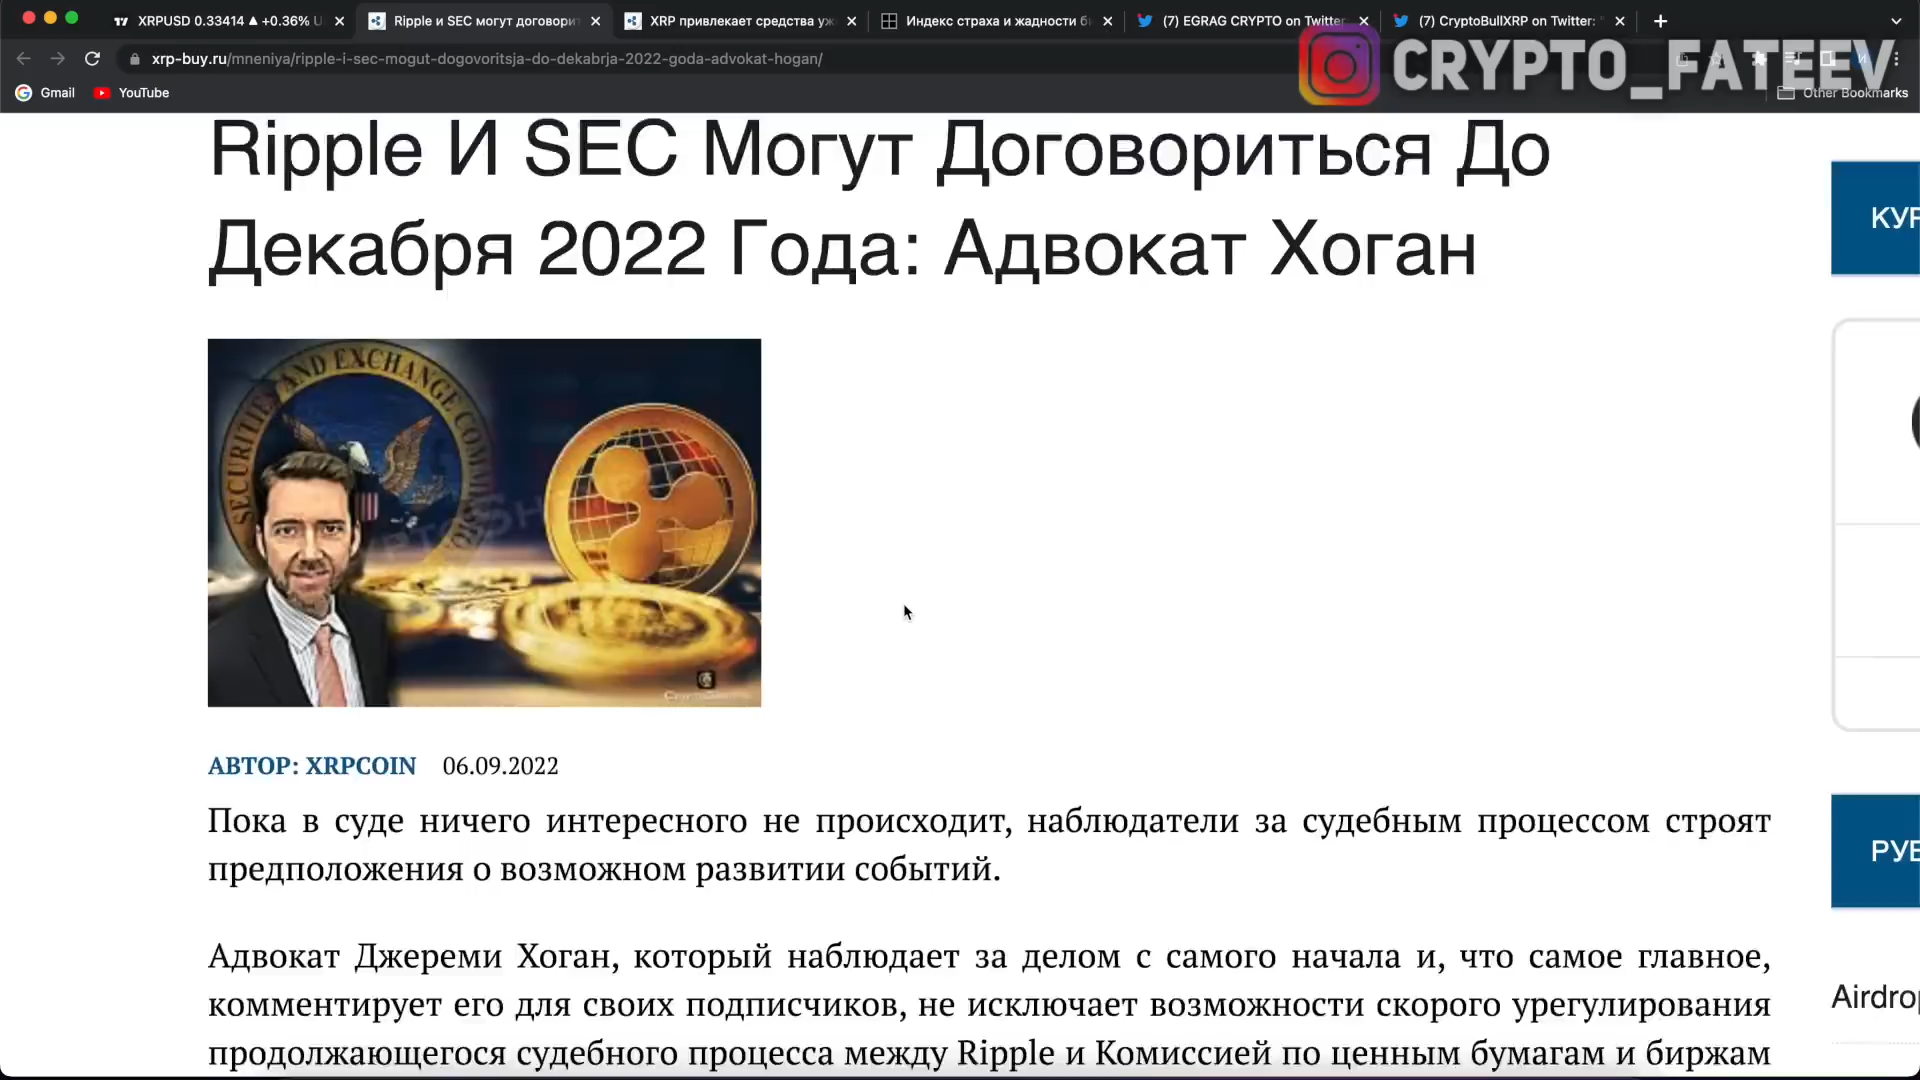 XRPUSD 0.33414 ▲ +0.36%
Ripple и SEC могут договори
XRP привлекает средства уж
Индекс страха и жадности б
(7) EGRAG CRYPTO on Twitter
(7) CryptoBullXRP on Twitter: "
xrp-buy.ru/mneniya/ripple-i-sec-mogut-dogovoritsja-do-dekabrja-2022-goda-advokat-hogan/
CRYPTO_FATEEV
Gmail
YouTube
Other Bookmarks
Ripple И SEC Могут Договориться До
Декабря 2022 Года: Адвокат Хоган
КУР
SECURITIES AND EXCHANGE COMM
АВТОР: XRPCOIN 06.09.2022
Пока в суде ничего интересного не происходит, наблюдатели за судебным процессом строят
предположения о возможном развитии событий.
РУБ
Адвокат Джереми Хоган, который наблюдает за делом с самого начала и, что самое главное,
комментирует его для своих подписчиков, не исключает возможности скорого урегулирования
продолжающегося судебного процесса между Ripple и Комиссией по ценным бумагам и биржам
Airdrop